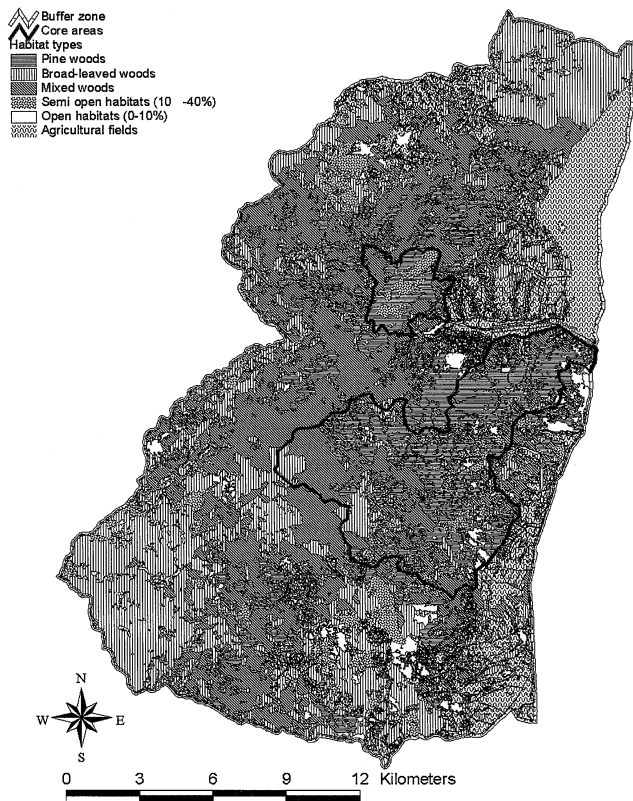 Buffer zone
Core areas
Habitat types
Pine woods
Broad-leaved woods
Mixed woods
Semi open habitats (10 -40%)
Open habitats (0-10%)
Agricultural fields
N
W E
S
0 3 6 9 12 Kilometers